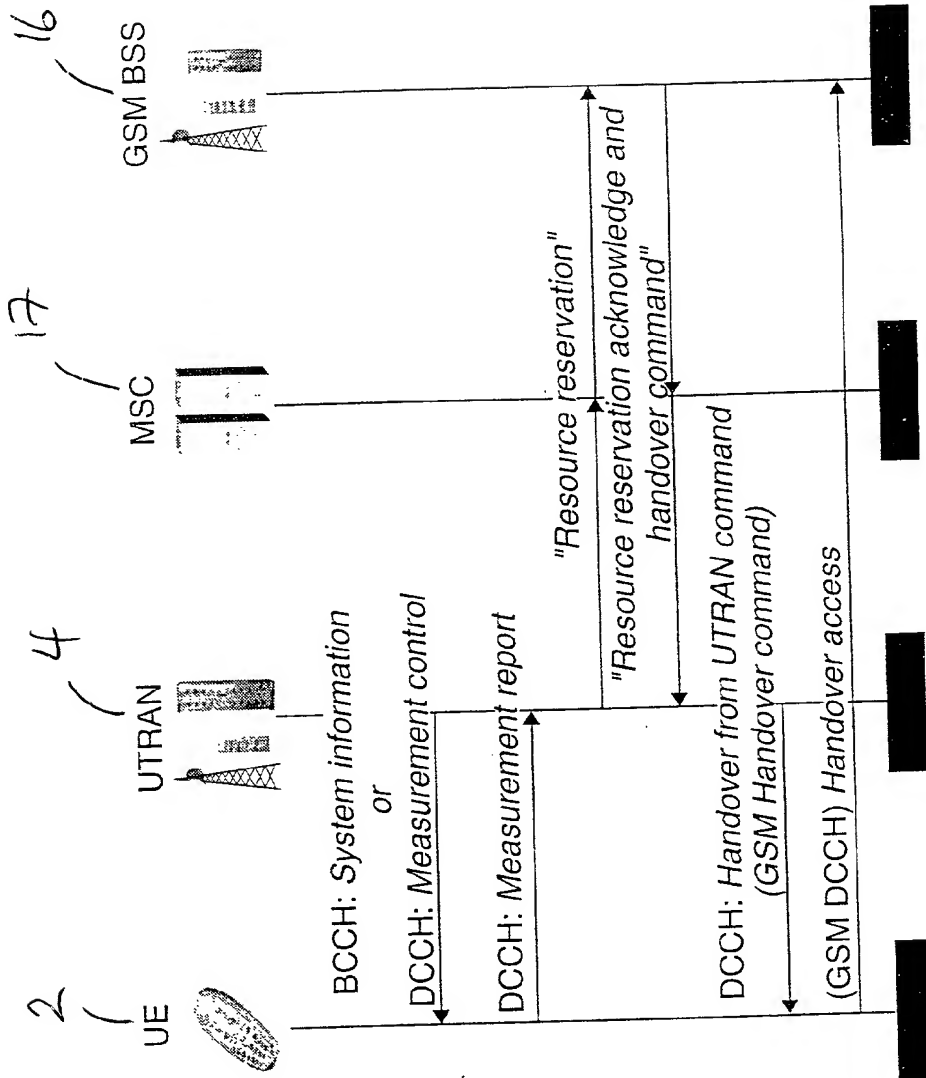 2
4
17
16
UE
UTRAN
MSC
GSM BSS
BCCH: System information
or
DCCH: Measurement control
DCCH: Measurement report
"Resource reservation"
"Resource reservation acknowledge and
handover command"
DCCH: Handover from UTRAN command
(GSM Handover command)
(GSM DCCH) Handover access